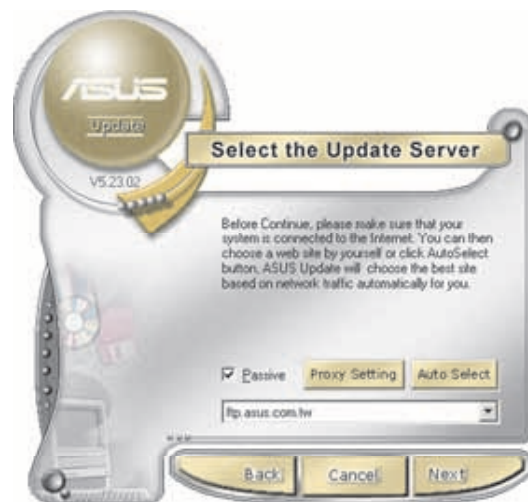 ASUS
Update
V5.23.02
Select the Update Server
Before Continue, please make sure that your
system is connected to the Internet. You can then
choose a web site by yourself or click AutoSelect
button, ASUS Update will choose the best site
based on network traffic automatically for you.
Passive Proxy Setting Auto Select
ftp.asus.com.tw
Back Cancel Next